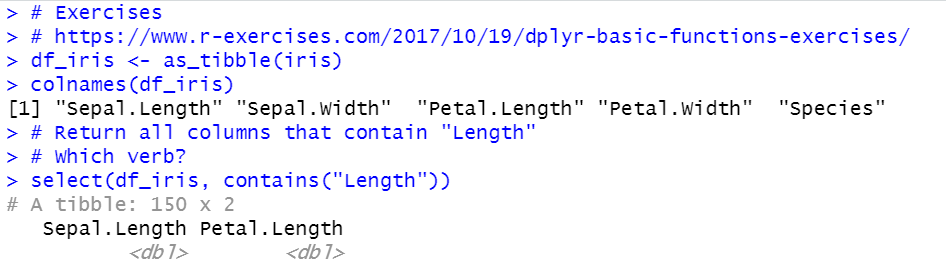 > # Exercises
> # https://www.r-exercises.com/2017/10/19/dplyr-basic-functions-exercises/
> df_iris <- as_tibble(iris)
> colnames(df_iris)
[1] "Sepal.Length" "Sepal.Width"  "Petal.Length" "Petal.Width"  "Species"
> # Return all columns that contain "Length"
> # Which verb?
> select(df_iris, contains("Length"))
# A tibble: 150 x 2
   Sepal.Length Petal.Length
          <dbl>        <dbl>